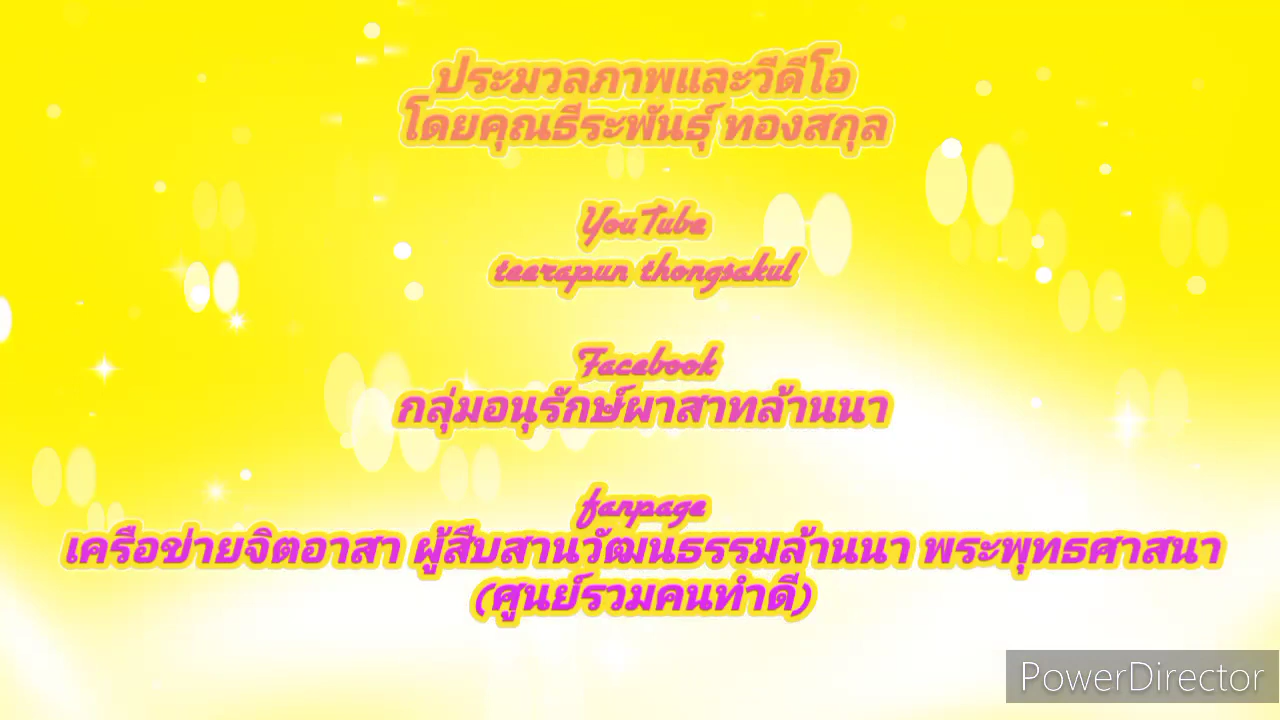 ประมวลภาพและวีดีโอ
โดยคุณธีระพันธุ์ ทองสกุล
YouTube
teerapun thongsakul
Facebook
กลุ่มอนุรักษ์ผาสาทล้านนา
fanpage
เครือข่ายจิตอาสา ผู้สืบสานวัฒนธรรมล้านนา พระพุทธศาสนา
(ศูนย์รวมคนทำดี)
PowerDirector